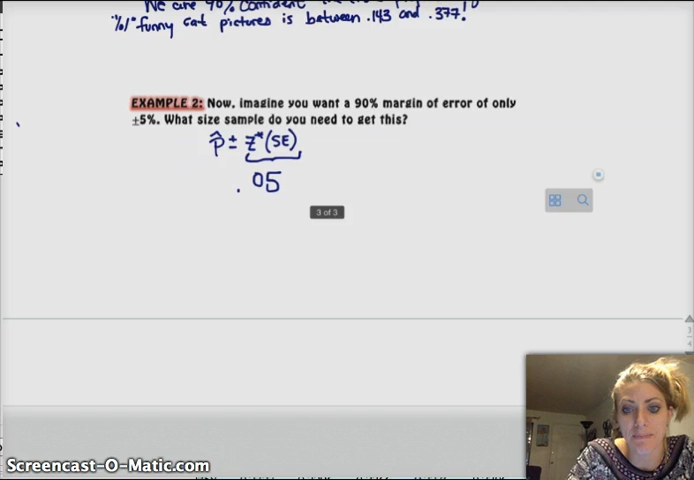 We are 90% confident
% funny cat pictures is between .143 and .377!
EXAMPLE 2: Now, imagine you want a 90% margin of error of only
±5%. What size sample do you need to get this?
p̂ ± z*(SE)
.05
3 of 3
Screencast-O-Matic.com